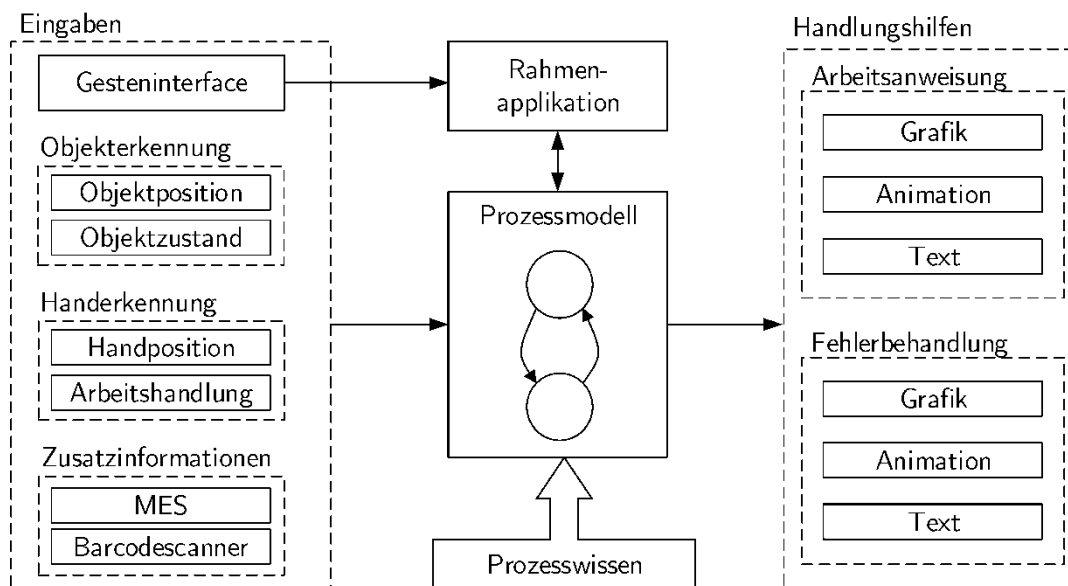 Eingaben
Gesteninterface
Objekterkennung
Objektposition
Objektzustand
Handerkennung
Handposition
Arbeitshandlung
Zusatzinformationen
MES
Barcodescanner
Rahmen-
applikation
Prozessmodell
Prozesswissen
Handlungshilfen
Arbeitsanweisung
Grafik
Animation
Text
Fehlerbehandlung
Grafik
Animation
Text